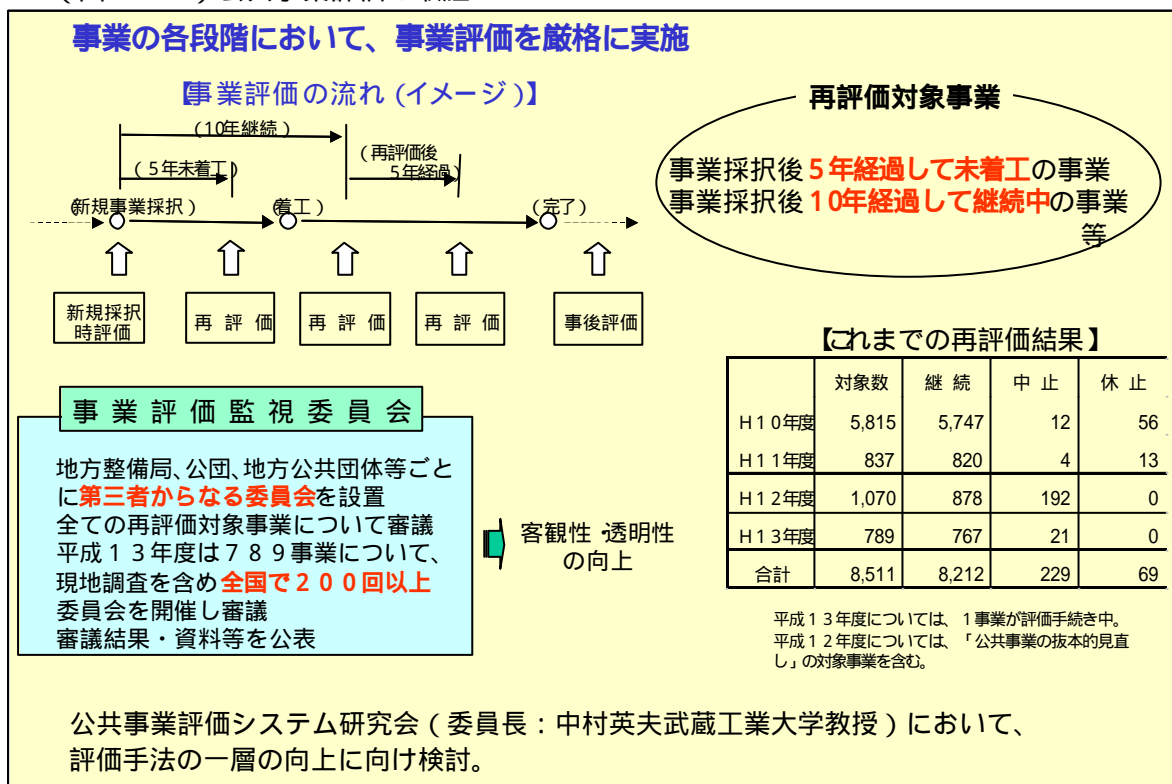 事業の各段階において、事業評価を厳格に実施
【事業評価の流れ(イメージ)】
(10年継続)
(5年未着工)
(再評価後
5年経過)
(新規事業採択)
(着工)
(完了)
新規採択
時評価
再 評 価
再 評 価
再 評 価
事後評価
再評価対象事業
事業採択後5年経過して未着工の事業
事業採択後10年経過して継続中の事業
等
事 業 評 価 監 視 委 員 会
地方整備局、公団、地方公共団体等ごと
に第三者からなる委員会を設置
全ての再評価対象事業について審議
平成13年度は789事業について、
現地調査を含め全国で200回以上
委員会を開催し審議
審議結果・資料等を公表
客観性・透明性
の向上
【これまでの再評価結果】
対象数 継 続 中 止 休 止
H10年度 5,815 5,747 12 56
H11年度 837 820 4 13
H12年度 1,070 878 192 0
H13年度 789 767 21 0
合計 8,511 8,212 229 69
平成13年度については、1事業が評価手続き中。
平成12年度については、「公共事業の抜本的見直
し」の対象事業を含む。
公共事業評価システム研究会(委員長:中村英夫武蔵工業大学教授)において、
評価手法の一層の向上に向け検討。